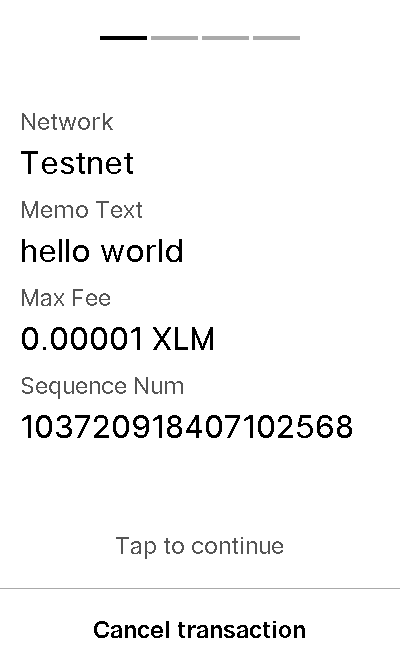 Network
Testnet
Memo Text
hello world
Max Fee
0.00001 XLM
Sequence Num
103720918407102568
Tap to continue
Cancel transaction